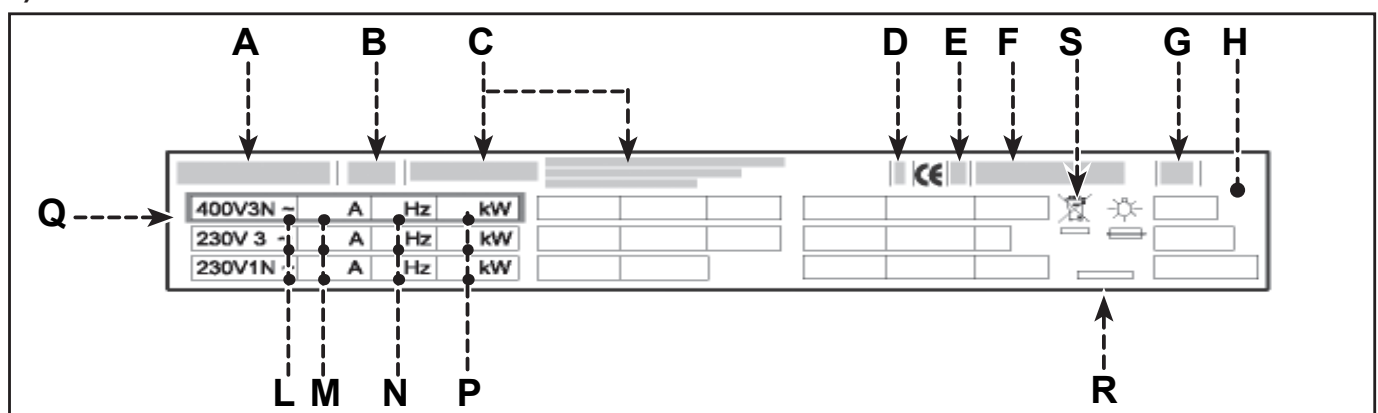 A B C D E F S G H
CE
Q 400V3N ~ A Hz kW
230V 3 ~ A Hz kW
230V1N ~ A Hz kW
L M N P R